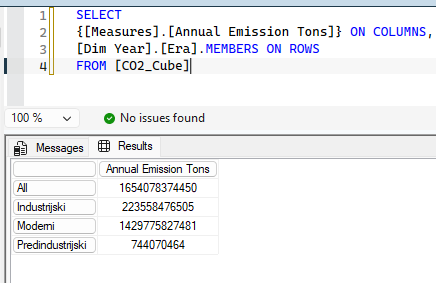 1 SELECT
2 {[Measures].[Annual Emission Tons]} ON COLUMNS,
3 [Dim Year].[Era].MEMBERS ON ROWS
4 FROM [CO2_Cube]
100 % No issues found
Messages Results
Annual Emission Tons
All 1654078374450
Industrijski 223558476505
Moderni 1429775827481
Predindustrijski 744070464